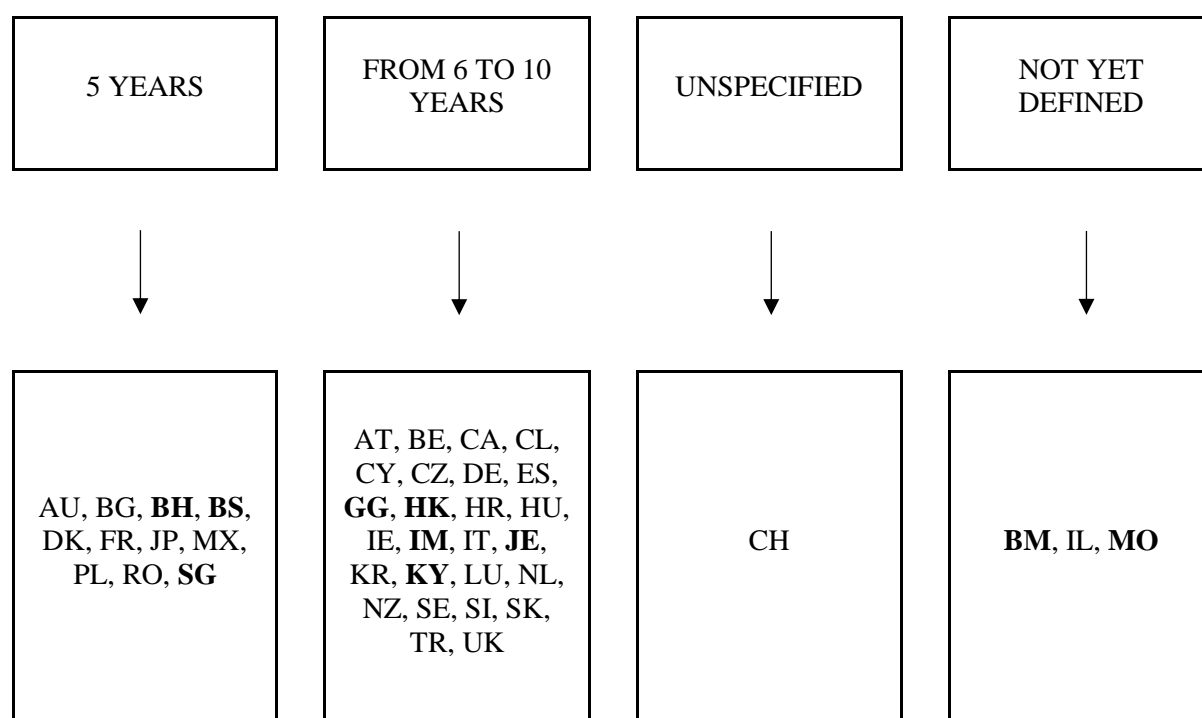 5 YEARS
FROM 6 TO 10
YEARS
UNSPECIFIED
NOT YET
DEFINED
AU, BG, BH, BS,
DK, FR, JP, MX,
PL, RO, SG
AT, BE, CA, CL,
CY, CZ, DE, ES,
GG, HK, HR, HU,
IE, IM, IT, JE,
KR, KY, LU, NL,
NZ, SE, SI, SK,
TR, UK
CH
BM, IL, MO